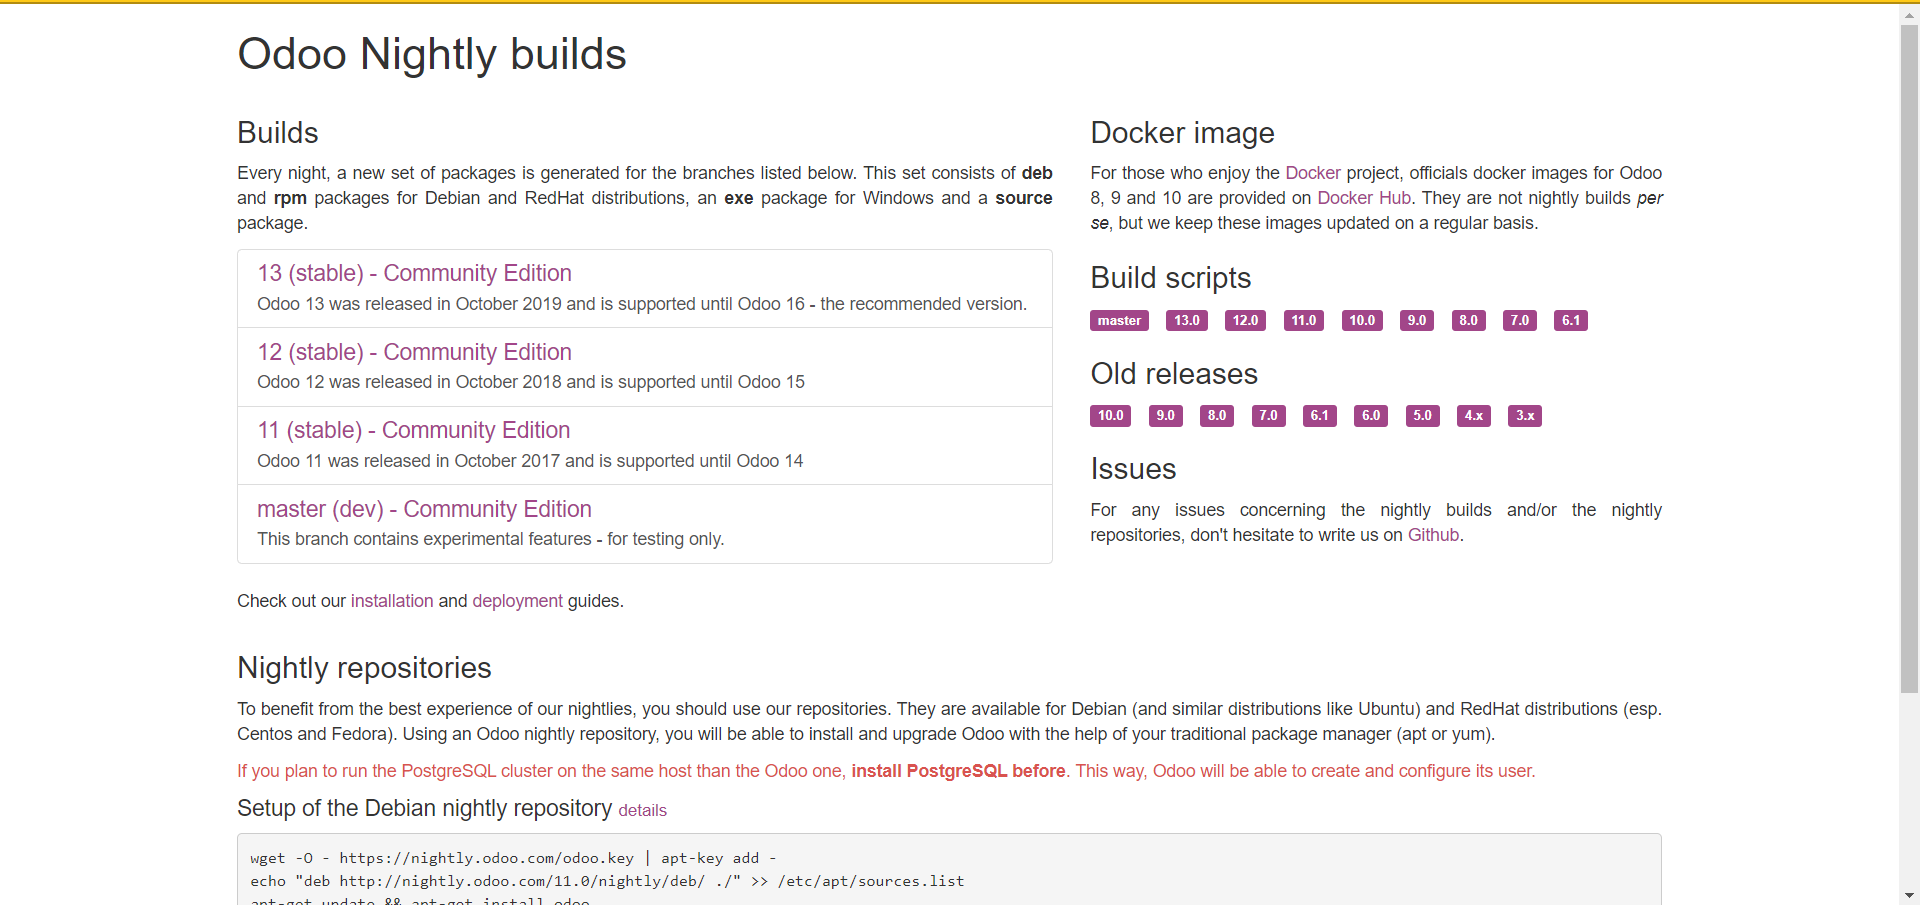 Odoo Nightly builds
Builds
Every night, a new set of packages is generated for the branches listed below. This set consists of deb
and rpm packages for Debian and RedHat distributions, an exe package for Windows and a source
package.
13 (stable) - Community Edition
Odoo 13 was released in October 2019 and is supported until Odoo 16 - the recommended version.
12 (stable) - Community Edition
Odoo 12 was released in October 2018 and is supported until Odoo 15
11 (stable) - Community Edition
Odoo 11 was released in October 2017 and is supported until Odoo 14
master (dev) - Community Edition
This branch contains experimental features - for testing only.
Check out our installation and deployment guides.
Docker image
For those who enjoy the Docker project, officials docker images for Odoo
8, 9 and 10 are provided on Docker Hub. They are not nightly builds per
se, but we keep these images updated on a regular basis.
Build scripts
master 13.0 12.0 11.0 10.0 9.0 8.0 7.0 6.1
Old releases
10.0 9.0 8.0 7.0 6.1 6.0 5.0 4.x 3.x
Issues
For any issues concerning the nightly builds and/or the nightly
repositories, don't hesitate to write us on Github.
Nightly repositories
To benefit from the best experience of our nightlies, you should use our repositories. They are available for Debian (and similar distributions like Ubuntu) and RedHat distributions (esp.
Centos and Fedora). Using an Odoo nightly repository, you will be able to install and upgrade Odoo with the help of your traditional package manager (apt or yum).
If you plan to run the PostgreSQL cluster on the same host than the Odoo one, install PostgreSQL before. This way, Odoo will be able to create and configure its user.
Setup of the Debian nightly repository details
wget -O - https://nightly.odoo.com/odoo.key | apt-key add -
echo "deb http://nightly.odoo.com/11.0/nightly/deb/ ./" >> /etc/apt/sources.list
apt-get update && apt-get install odoo